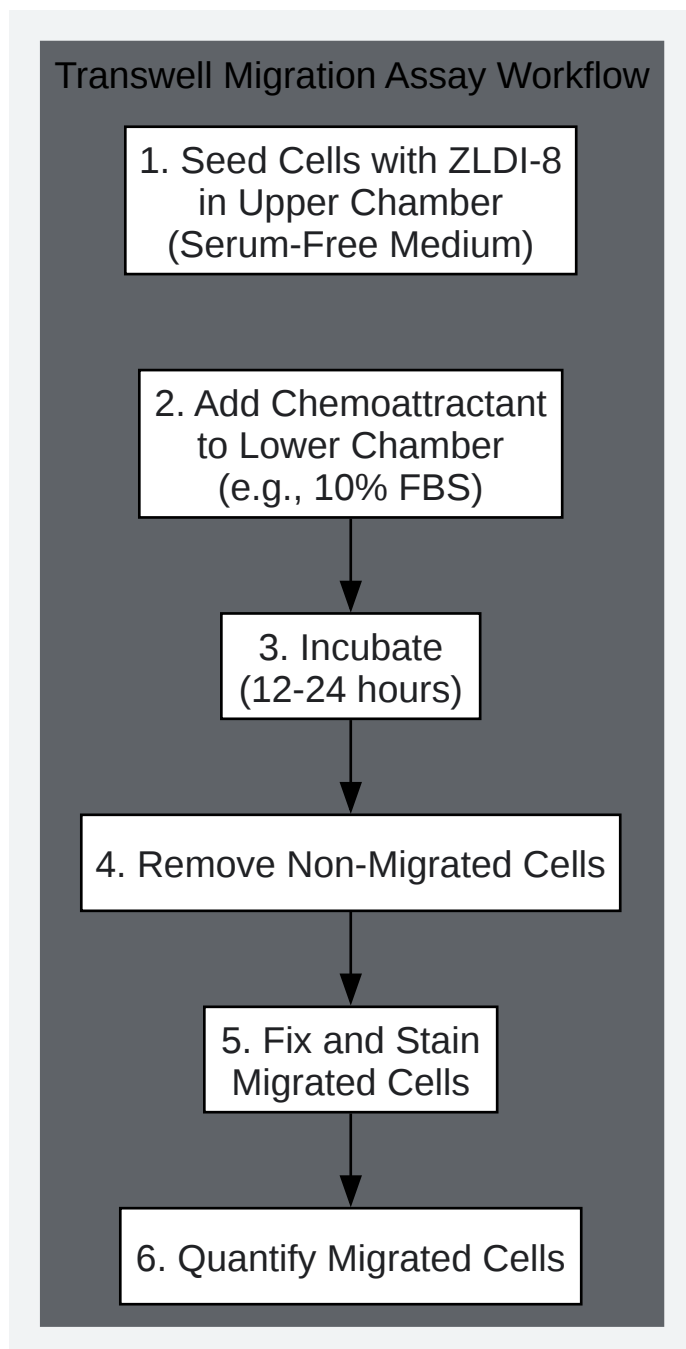 Transwell Migration Assay Workflow
1. Seed Cells with ZLDI-8
in Upper Chamber
(Serum-Free Medium)
2. Add Chemoattractant
to Lower Chamber
(e.g., 10% FBS)
3. Incubate
(12-24 hours)
4. Remove Non-Migrated Cells
5. Fix and Stain
Migrated Cells
6. Quantify Migrated Cells